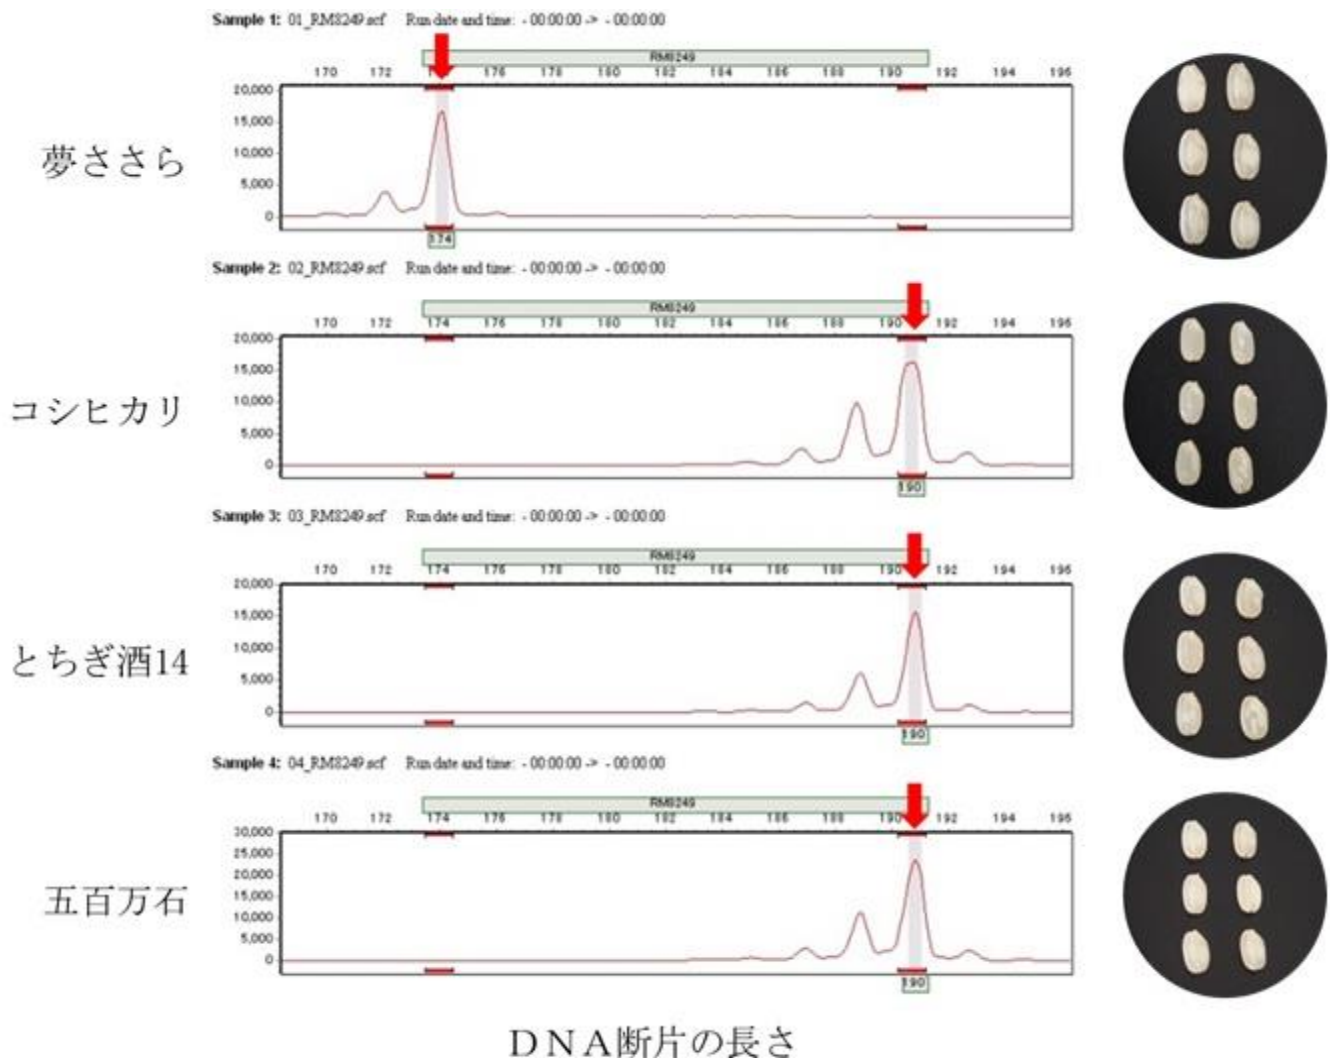 Sample 1: 01_RM8249.scf Run date and time: - 00:00:00 -> - 00:00:00
RM8249
170 172 174 176 178 180 182 184 186 188 190 192 194 196
20,000
15,000
夢ささら
10,000
5,000
0
174
Sample 2: 02_RM8249.scf Run date and time: - 00:00:00 -> - 00:00:00
RM8249
170 172 174 176 178 180 182 184 186 188 190 192 194 196
20,000
15,000
コシヒカリ
10,000
5,000
0
190
Sample 3: 03_RM8249.scf Run date and time: - 00:00:00 -> - 00:00:00
RM8249
170 172 174 176 178 180 182 184 186 188 190 192 194 196
20,000
15,000
とちぎ酒14
10,000
5,000
0
190
Sample 4: 04_RM8249.scf Run date and time: - 00:00:00 -> - 00:00:00
RM8249
170 172 174 176 178 180 182 184 186 188 190 192 194 196
30,000
25,000
20,000
五百万石
15,000
10,000
5,000
0
190
DNA断片の長さ